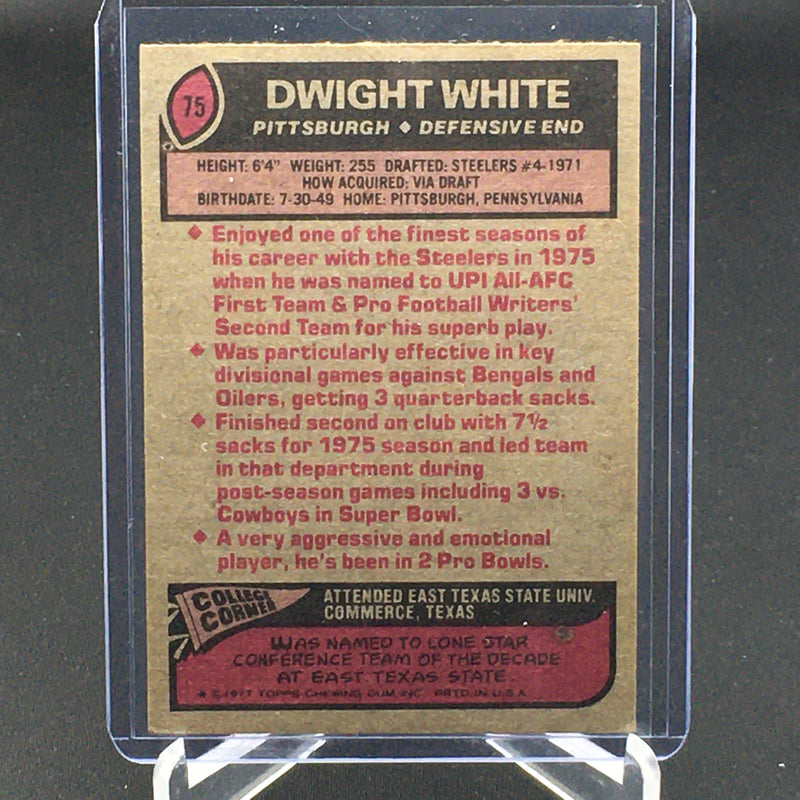 75
DWIGHT WHITE
PITTSBURGH ◆ DEFENSIVE END
HEIGHT: 6'4" WEIGHT: 255 DRAFTED: STEELERS #4-1971
HOW ACQUIRED: VIA DRAFT
BIRTHDATE: 7-30-49 HOME: PITTSBURGH, PENNSYLVANIA
◆ Enjoyed one of the finest seasons of
his career with the Steelers in 1975
when he was named to UPI All-AFC
First Team & Pro Football Writers'
Second Team for his superb play.
◆ Was particularly effective in key
divisional games against Bengals and
Oilers, getting 3 quarterback sacks.
◆ Finished second on club with 7½
sacks for 1975 season and led team
in that department during
post-season games including 3 vs.
Cowboys in Super Bowl.
◆ A very aggressive and emotional
player, he's been in 2 Pro Bowls.
COLLEGE
CORNER
ATTENDED EAST TEXAS STATE UNIV.
COMMERCE, TEXAS
WAS NAMED TO LONE STAR
CONFERENCE TEAM OF THE DECADE
AT EAST TEXAS STATE.
* © 1977 TOPPS CHEWING GUM, INC. PRTD. IN U.S.A.